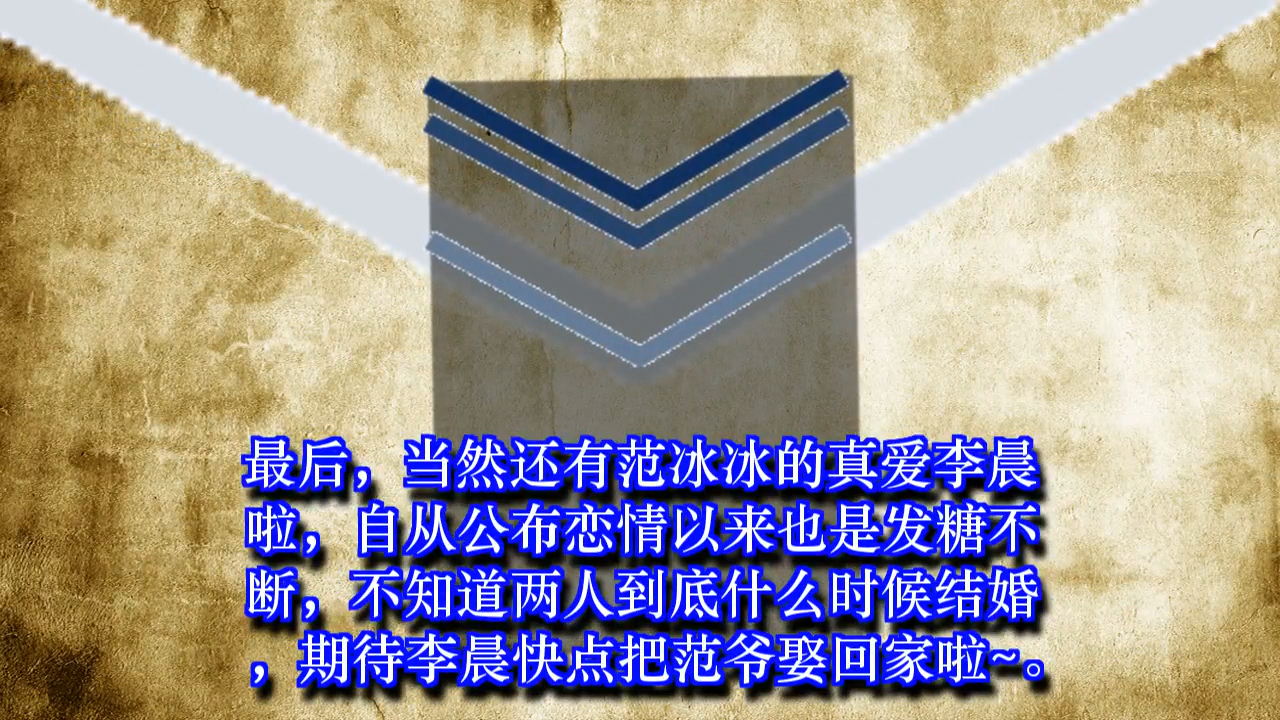 最后，当然还有范冰冰的真爱李晨
啦，自从公布恋情以来也是发糖不
断，不知道两人到底什么时候结婚
，期待李晨快点把范爷娶回家啦~。